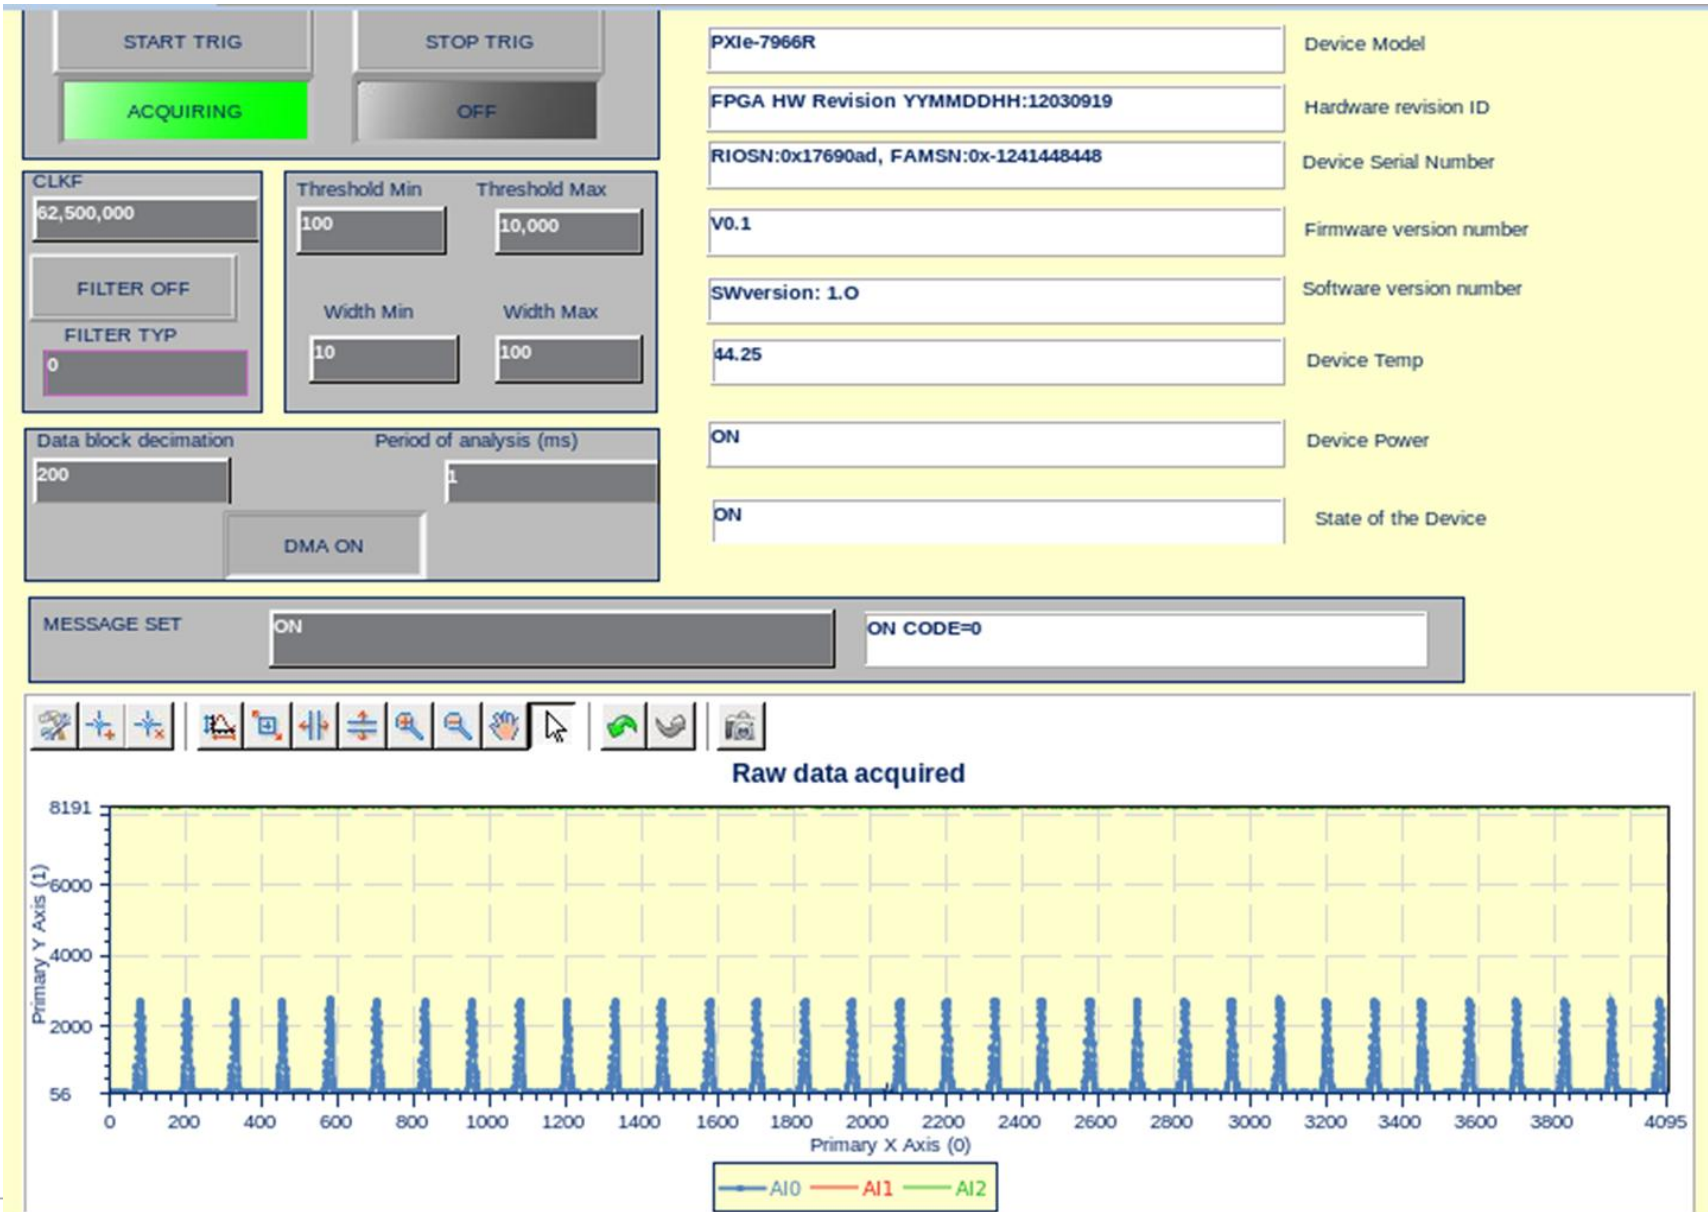 START TRIG
STOP TRIG
ACQUIRING
OFF
PXIe-7966R
Device Model
FPGA HW Revision YYMMDDHH:12030919
Hardware revision ID
RIOSN:0x17690ad, FAMSN:0x-1241448448
Device Serial Number
V0.1
Firmware version number
SWversion: 1.O
Software version number
44.25
Device Temp
ON
Device Power
ON
State of the Device
CLKF
62,500,000
FILTER OFF
FILTER TYP
0
Threshold Min
Threshold Max
100
10,000
Width Min
Width Max
10
100
Data block decimation
Period of analysis (ms)
200
1
DMA ON
MESSAGE SET
ON
ON CODE=0
Raw data acquired
Primary Y Axis (1)
8191
6000
4000
2000
56
0 200 400 600 800 1000 1200 1400 1600 1800 2000 2200 2400 2600 2800 3000 3200 3400 3600 3800 4095
Primary X Axis (0)
AI0 AI1 AI2